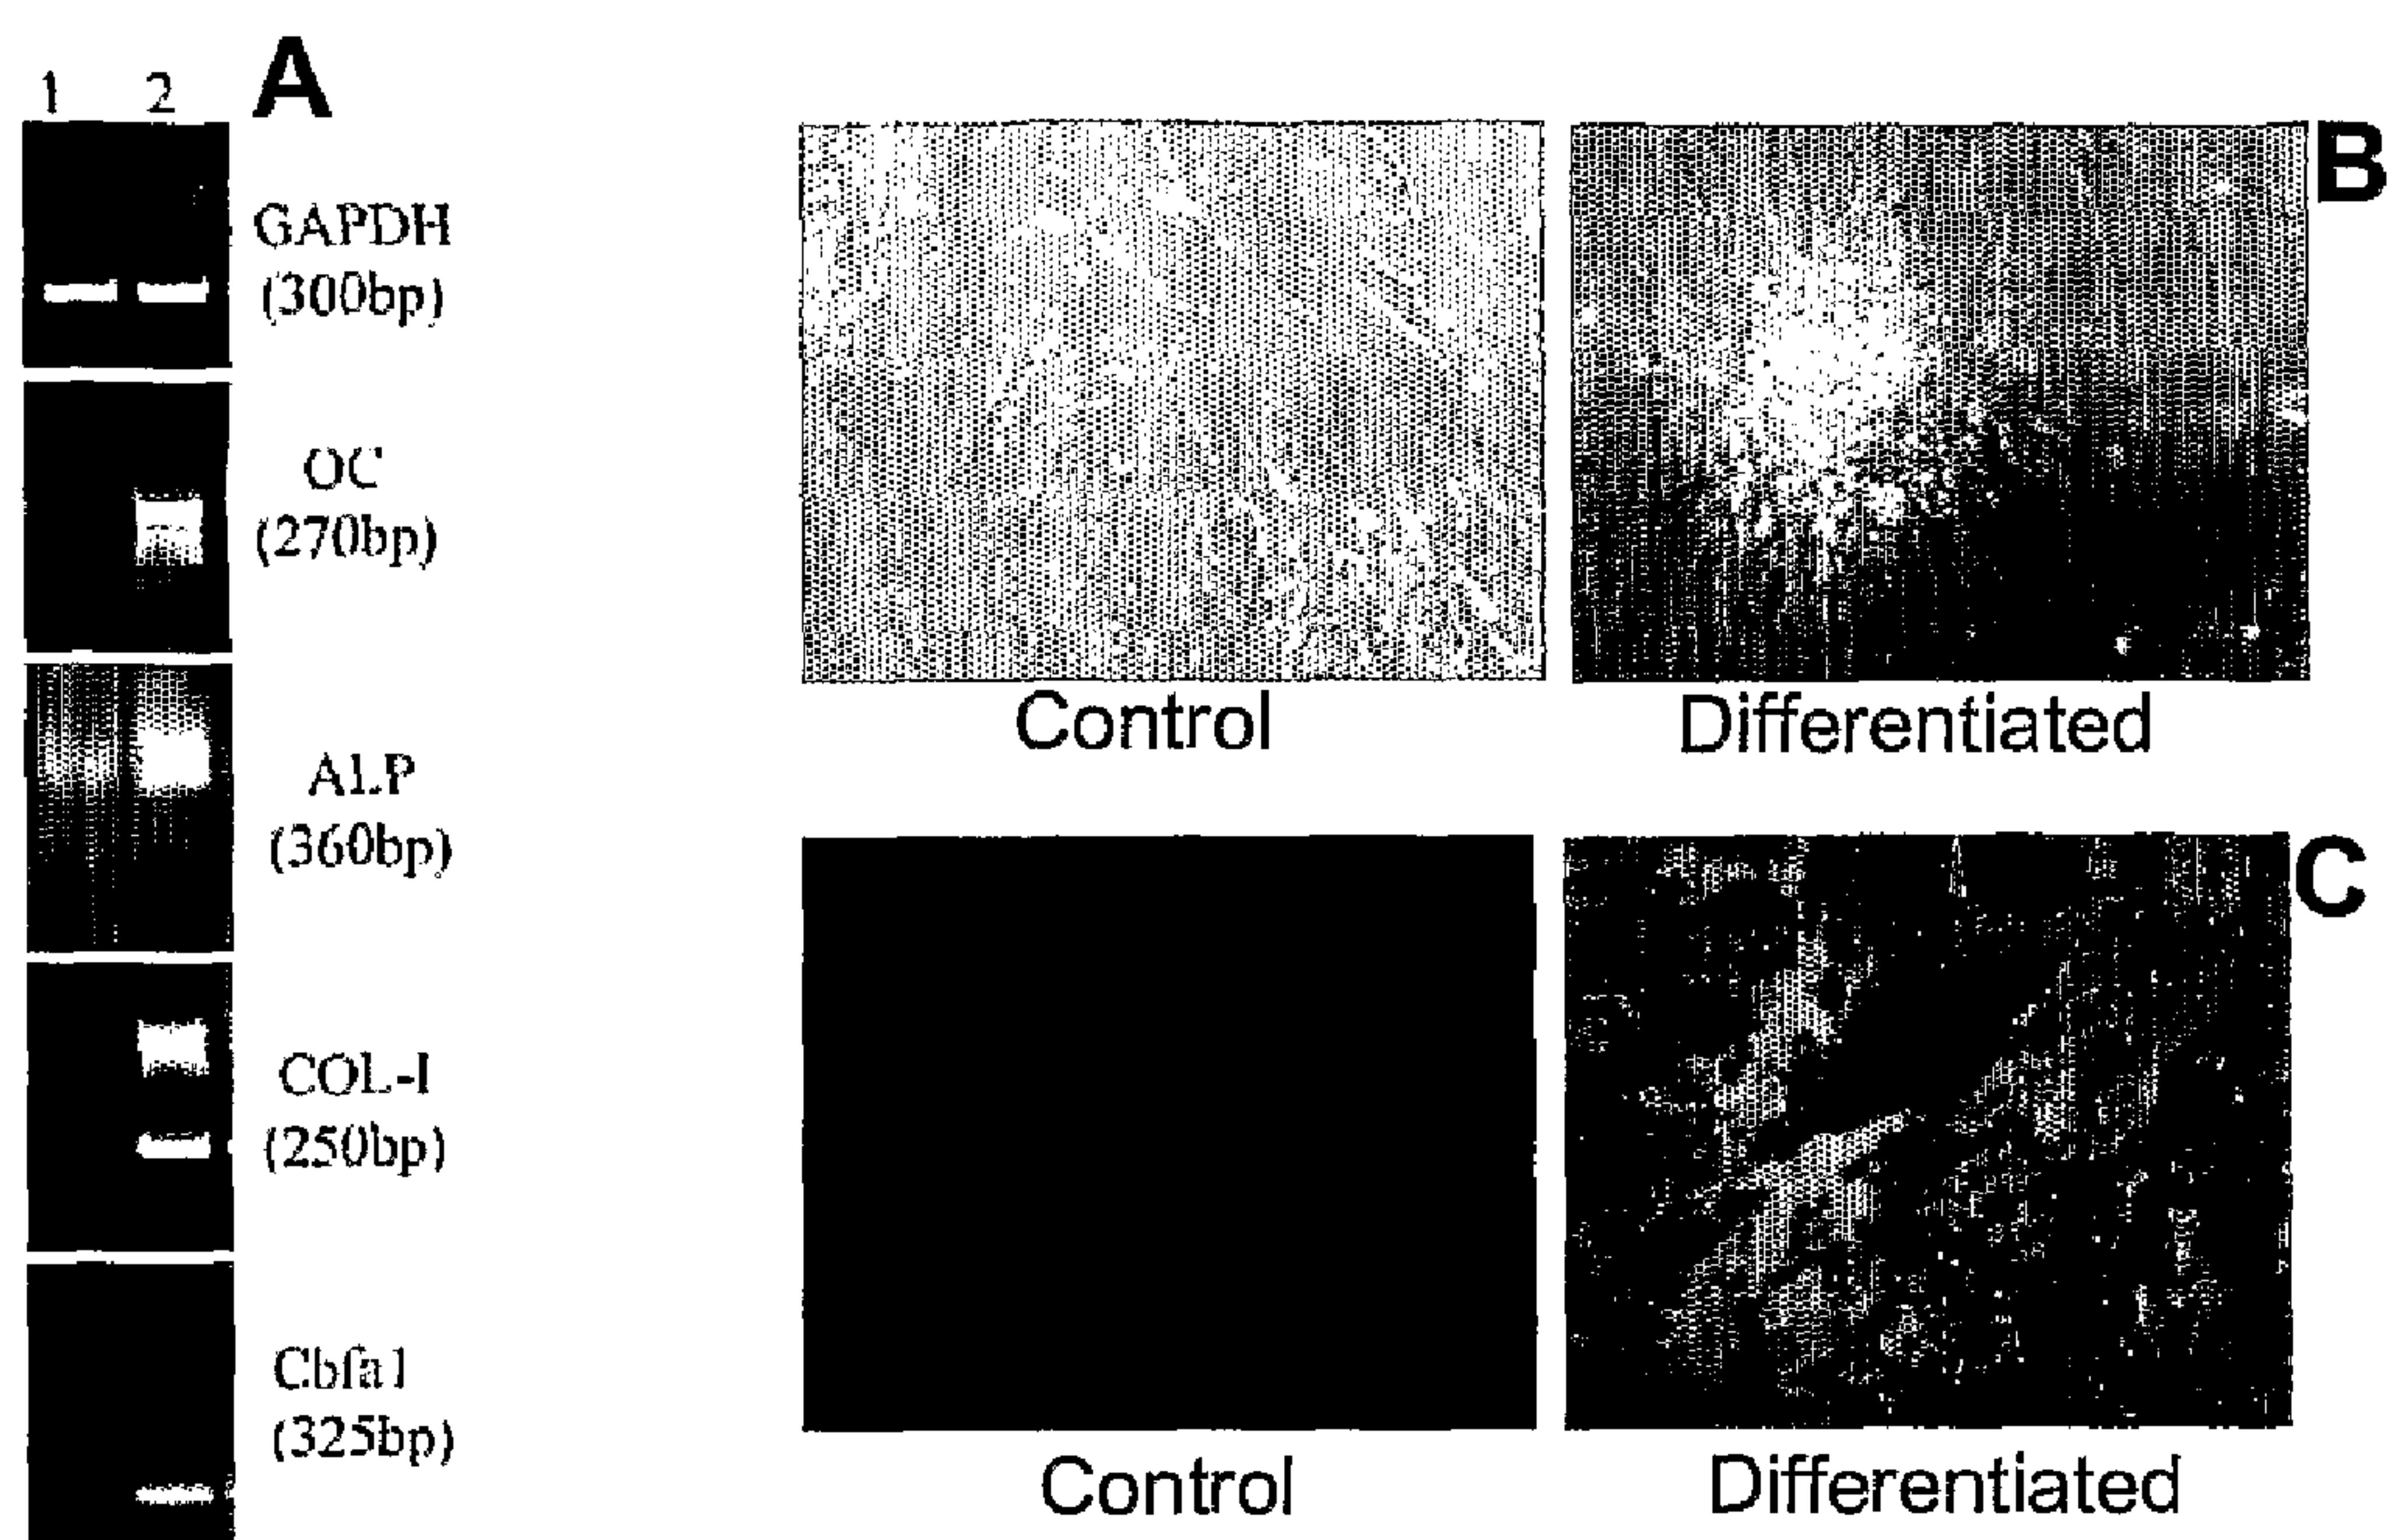 1 2 A
GAPDH
(300bp)
OC
(270bp)
ALP
(360bp)
COL-I
(250bp)
Cbfa1
(325bp)
B
Control Differentiated
C
Control Differentiated